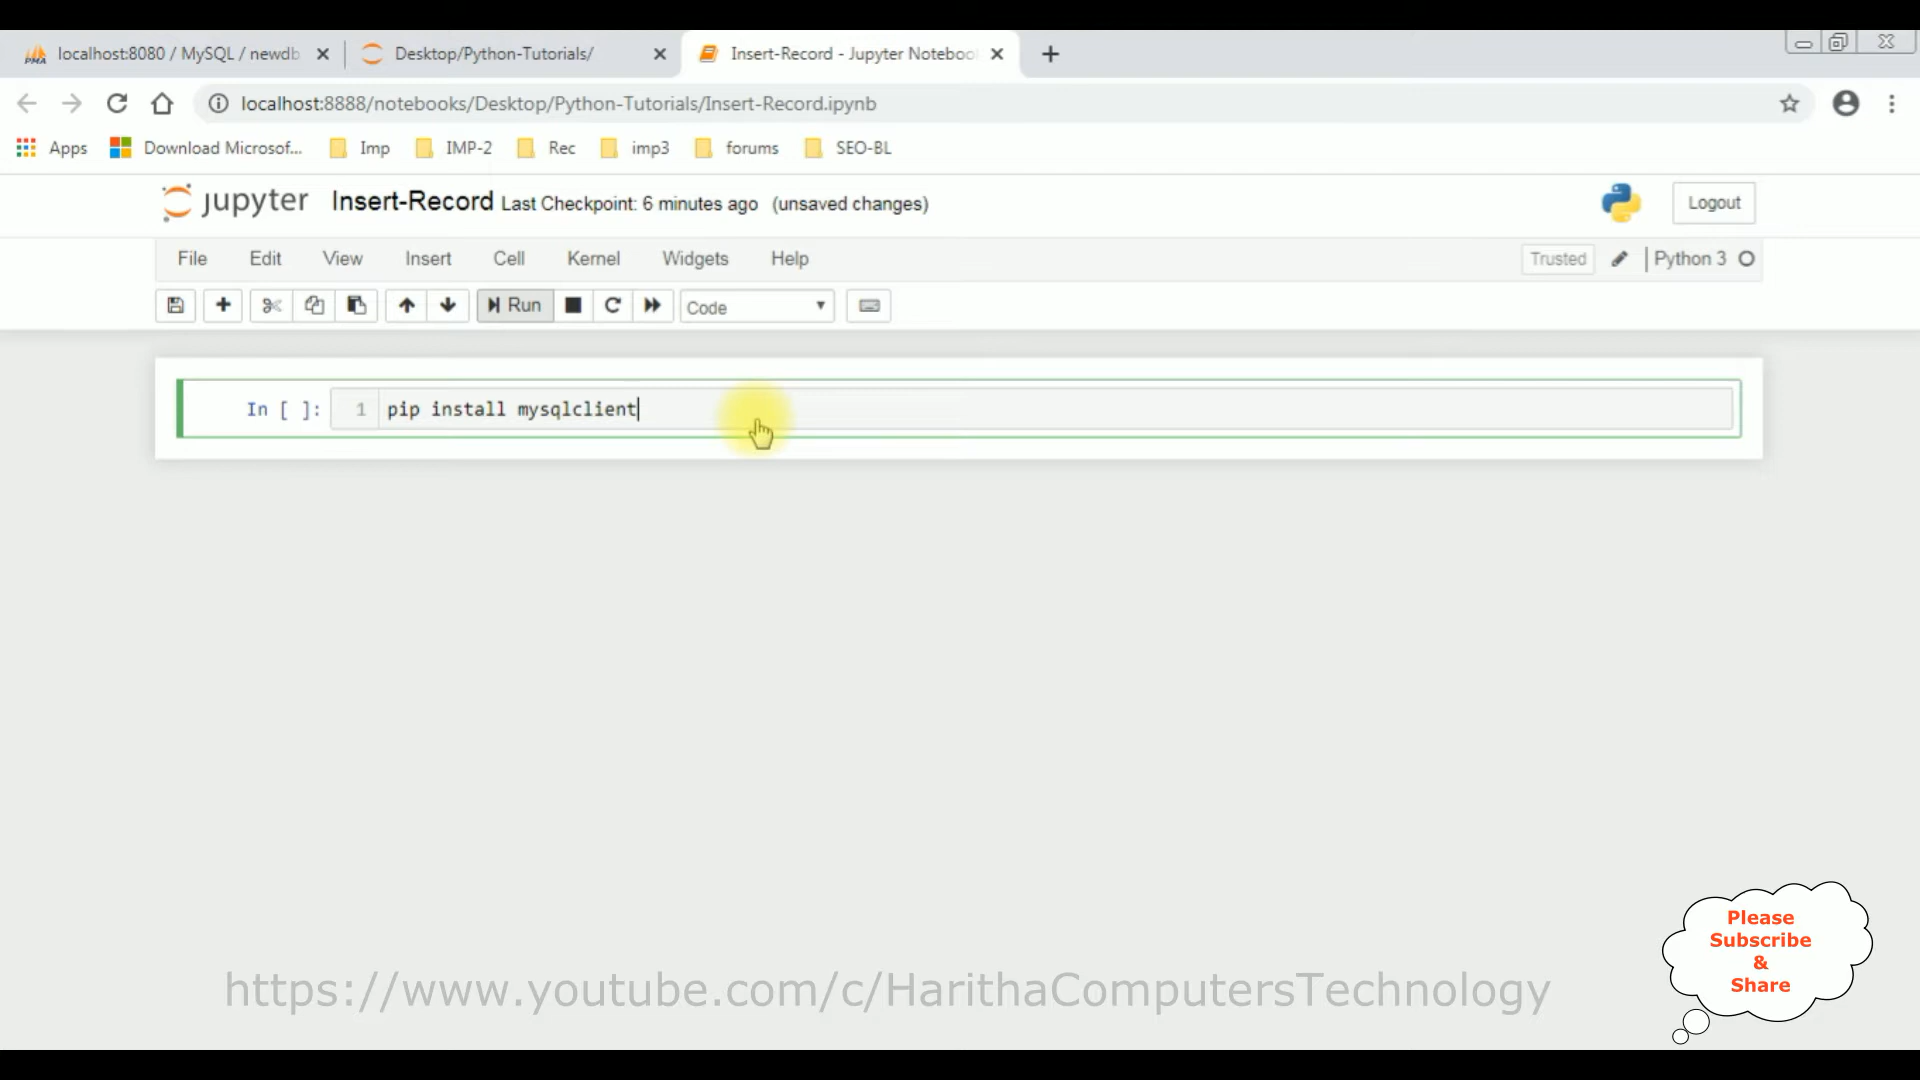 localhost:8080 / MySQL / newdb
Desktop/Python-Tutorials/
Insert-Record - Jupyter Noteboo
localhost:8888/notebooks/Desktop/Python-Tutorials/Insert-Record.ipynb
Apps Download Microsof... Imp IMP-2 Rec imp3 forums SEO-BL
jupyter Insert-Record Last Checkpoint: 6 minutes ago (unsaved changes) Logout
File Edit View Insert Cell Kernel Widgets Help Trusted Python 3
Run Code
In [ ]: 1 pip install mysqlclient
Please
Subscribe
&
Share
https://www.youtube.com/c/HarithaComputersTechnology